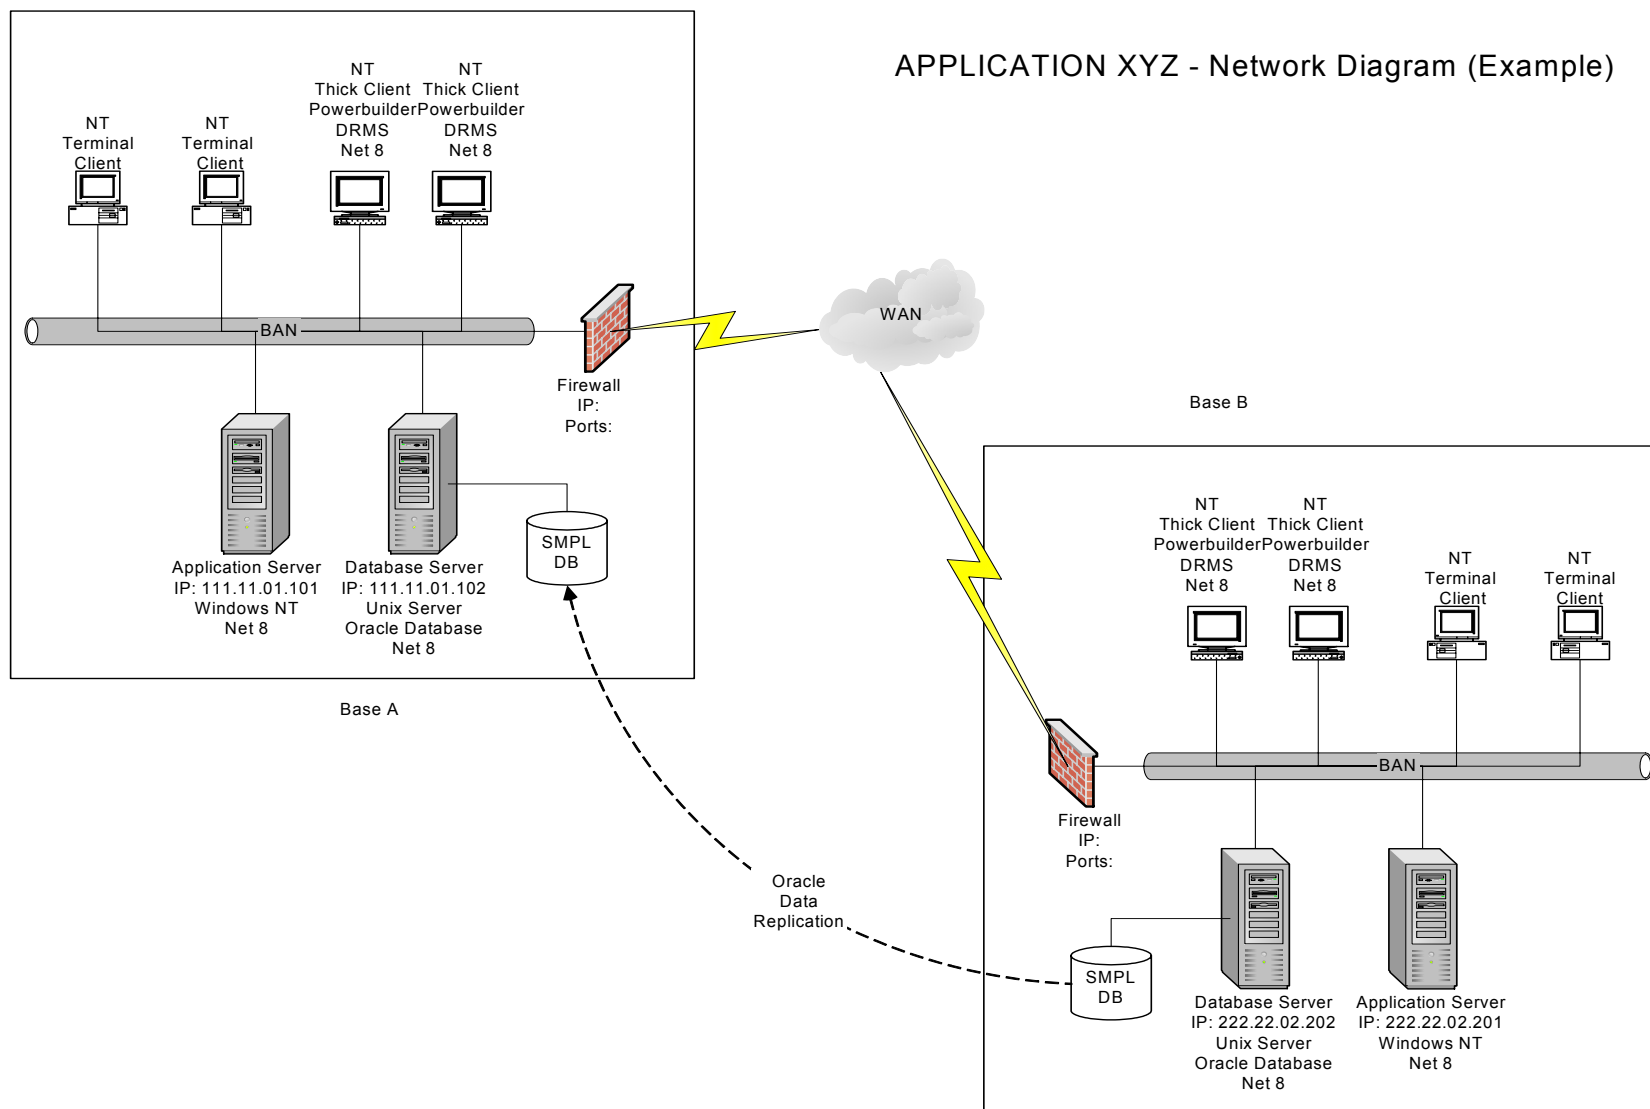 APPLICATION XYZ - Network Diagram (Example)
NT
Terminal
Client
NT
Terminal
Client
NT
Thick Client
Powerbuilder
DRMS
Net 8
NT
Thick Client
Powerbuilder
DRMS
Net 8
BAN
Firewall
IP:
Ports:
WAN
Application Server
IP: 111.11.01.101
Windows NT
Net 8
Database Server
IP: 111.11.01.102
Unix Server
Oracle Database
Net 8
SMPL
DB
Base A
Base B
NT
Thick Client
Powerbuilder
DRMS
Net 8
NT
Thick Client
Powerbuilder
DRMS
Net 8
NT
Terminal
Client
NT
Terminal
Client
BAN
Firewall
IP:
Ports:
Oracle
Data
Replication
SMPL
DB
Database Server
IP: 222.22.02.202
Unix Server
Oracle Database
Net 8
Application Server
IP: 222.22.02.201
Windows NT
Net 8